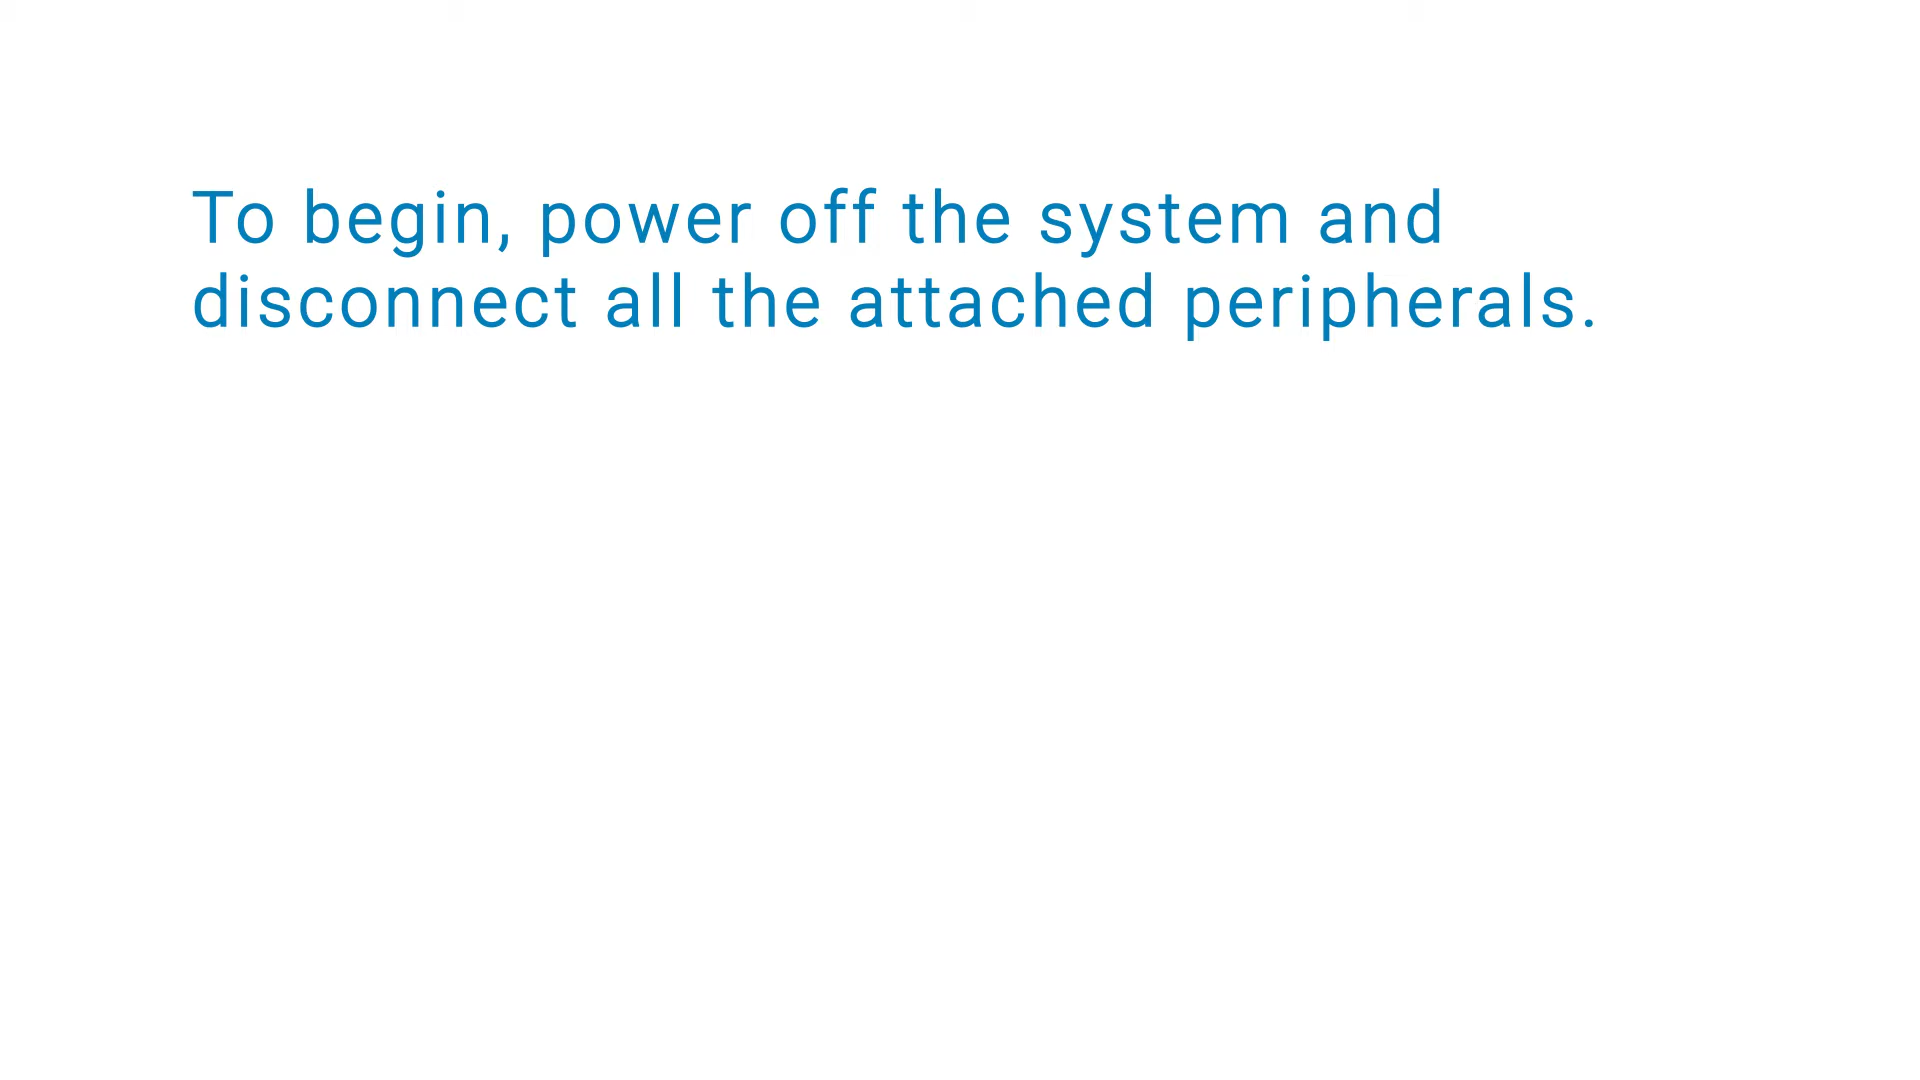 To begin, power off the system and
disconnect all the attached peripherals.